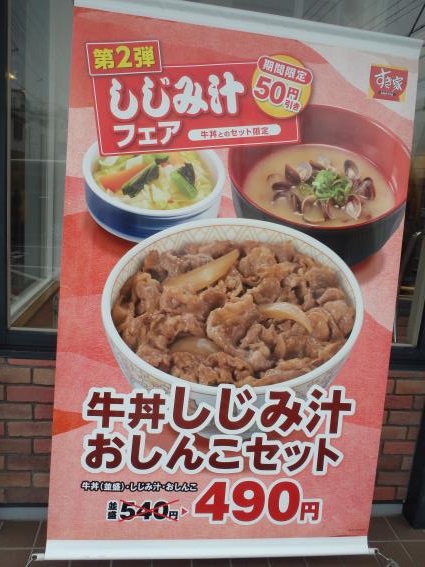 第2弾
しじみ汁
フェア
期間限定
50円引き
牛丼とのセット限定
すき家
牛丼しじみ汁
おしんこセット
牛丼(並盛)・しじみ汁・おしんこ
並盛 540円 ▶ 490円